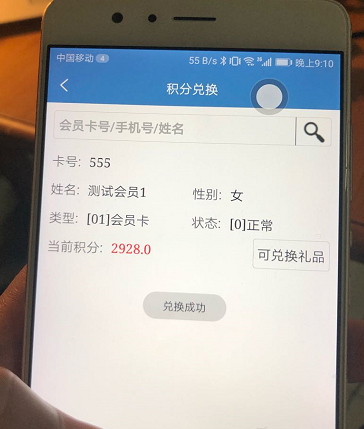 中国移动 4 55 B/s 晚上9:10
积分兑换
会员卡号/手机号/姓名
卡号: 555
姓名: 测试会员1 性别: 女
类型: [01]会员卡 状态: [0]正常
当前积分: 2928.0 可兑换礼品
兑换成功